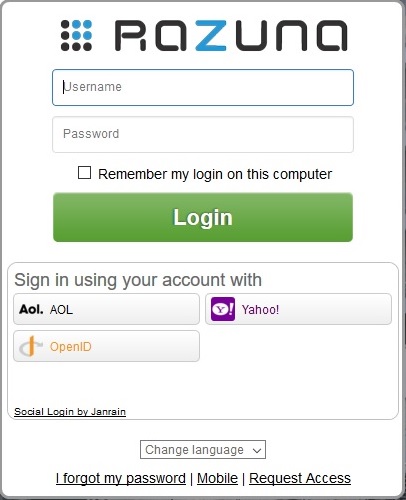 RAZUNA
Username
Password
Remember my login on this computer
Login
Sign in using your account with
Aol. AOL
Y! Yahoo!
OpenID
Social Login by Janrain
Change language
I forgot my password | Mobile | Request Access